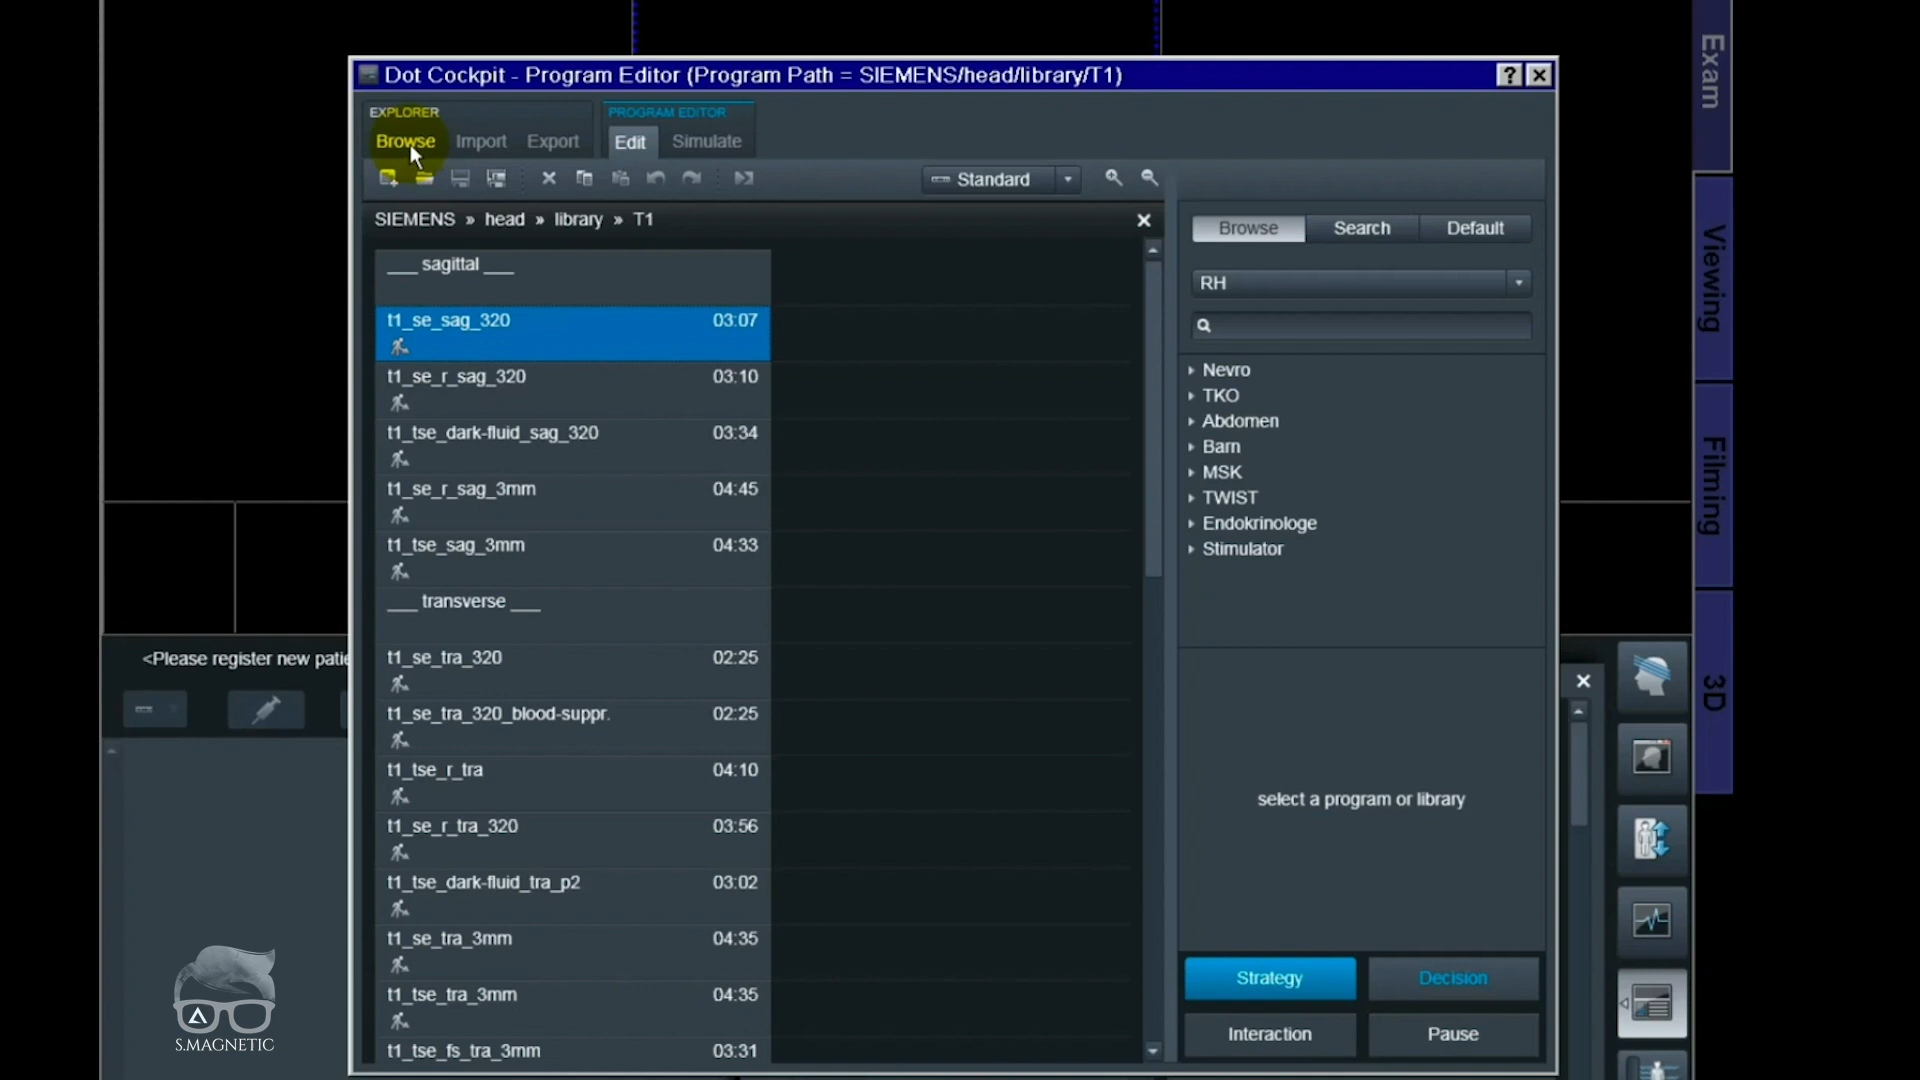 Dot Cockpit - Program Editor (Program Path = SIEMENS/head/library/T1)
EXPLORER
PROGRAM EDITOR
Browse Import Export
Edit Simulate
Standard
SIEMENS » head » library » T1
___ sagittal ___
t1_se_sag_320 03:07
t1_se_r_sag_320 03:10
t1_tse_dark-fluid_sag_320 03:34
t1_se_r_sag_3mm 04:45
t1_tse_sag_3mm 04:33
___ transverse ___
t1_se_tra_320 02:25
t1_se_tra_320_blood-suppr. 02:25
t1_tse_r_tra 04:10
t1_se_r_tra_320 03:56
t1_tse_dark-fluid_tra_p2 03:02
t1_se_tra_3mm 04:35
t1_tse_tra_3mm 04:35
t1_tse_fs_tra_3mm 03:31
Browse Search Default
RH
Nevro
TKO
Abdomen
Barn
MSK
TWIST
Endokrinologe
Stimulator
select a program or library
Strategy Decision
Interaction Pause
Exam
Viewing
Filming
3D
<Please register new patie
S.MAGNETIC